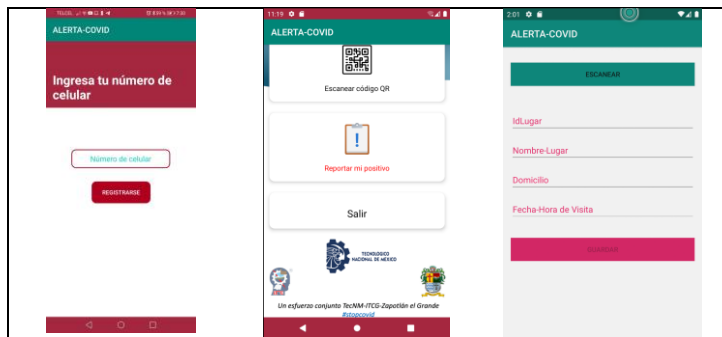 ALERTA-COVID
Ingresa tu número de
celular
Número de celular
REGISTRARSE
11:19
ALERTA-COVID
Escanear código QR
Reportar mi positivo
Salir
TECNOLÓGICO
NACIONAL DE MÉXICO
Un esfuerzo conjunto TecNM-ITCG-Zapotlán el Grande
#stopcovid
2:01
ALERTA-COVID
ESCANEAR
IdLugar
Nombre-Lugar
Domicilio
Fecha-Hora de Visita
GUARDAR